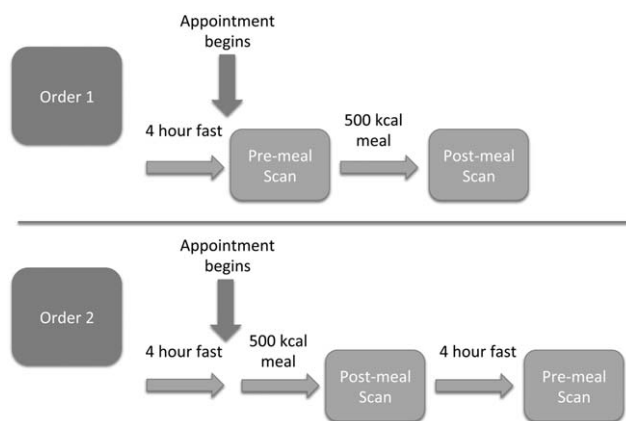 Appointment
begins
Order 1
4 hour fast
500 kcal
meal
Pre-meal
Scan
Post-meal
Scan
Appointment
begins
Order 2
4 hour fast
500 kcal
meal
4 hour fast
Post-meal
Scan
Pre-meal
Scan